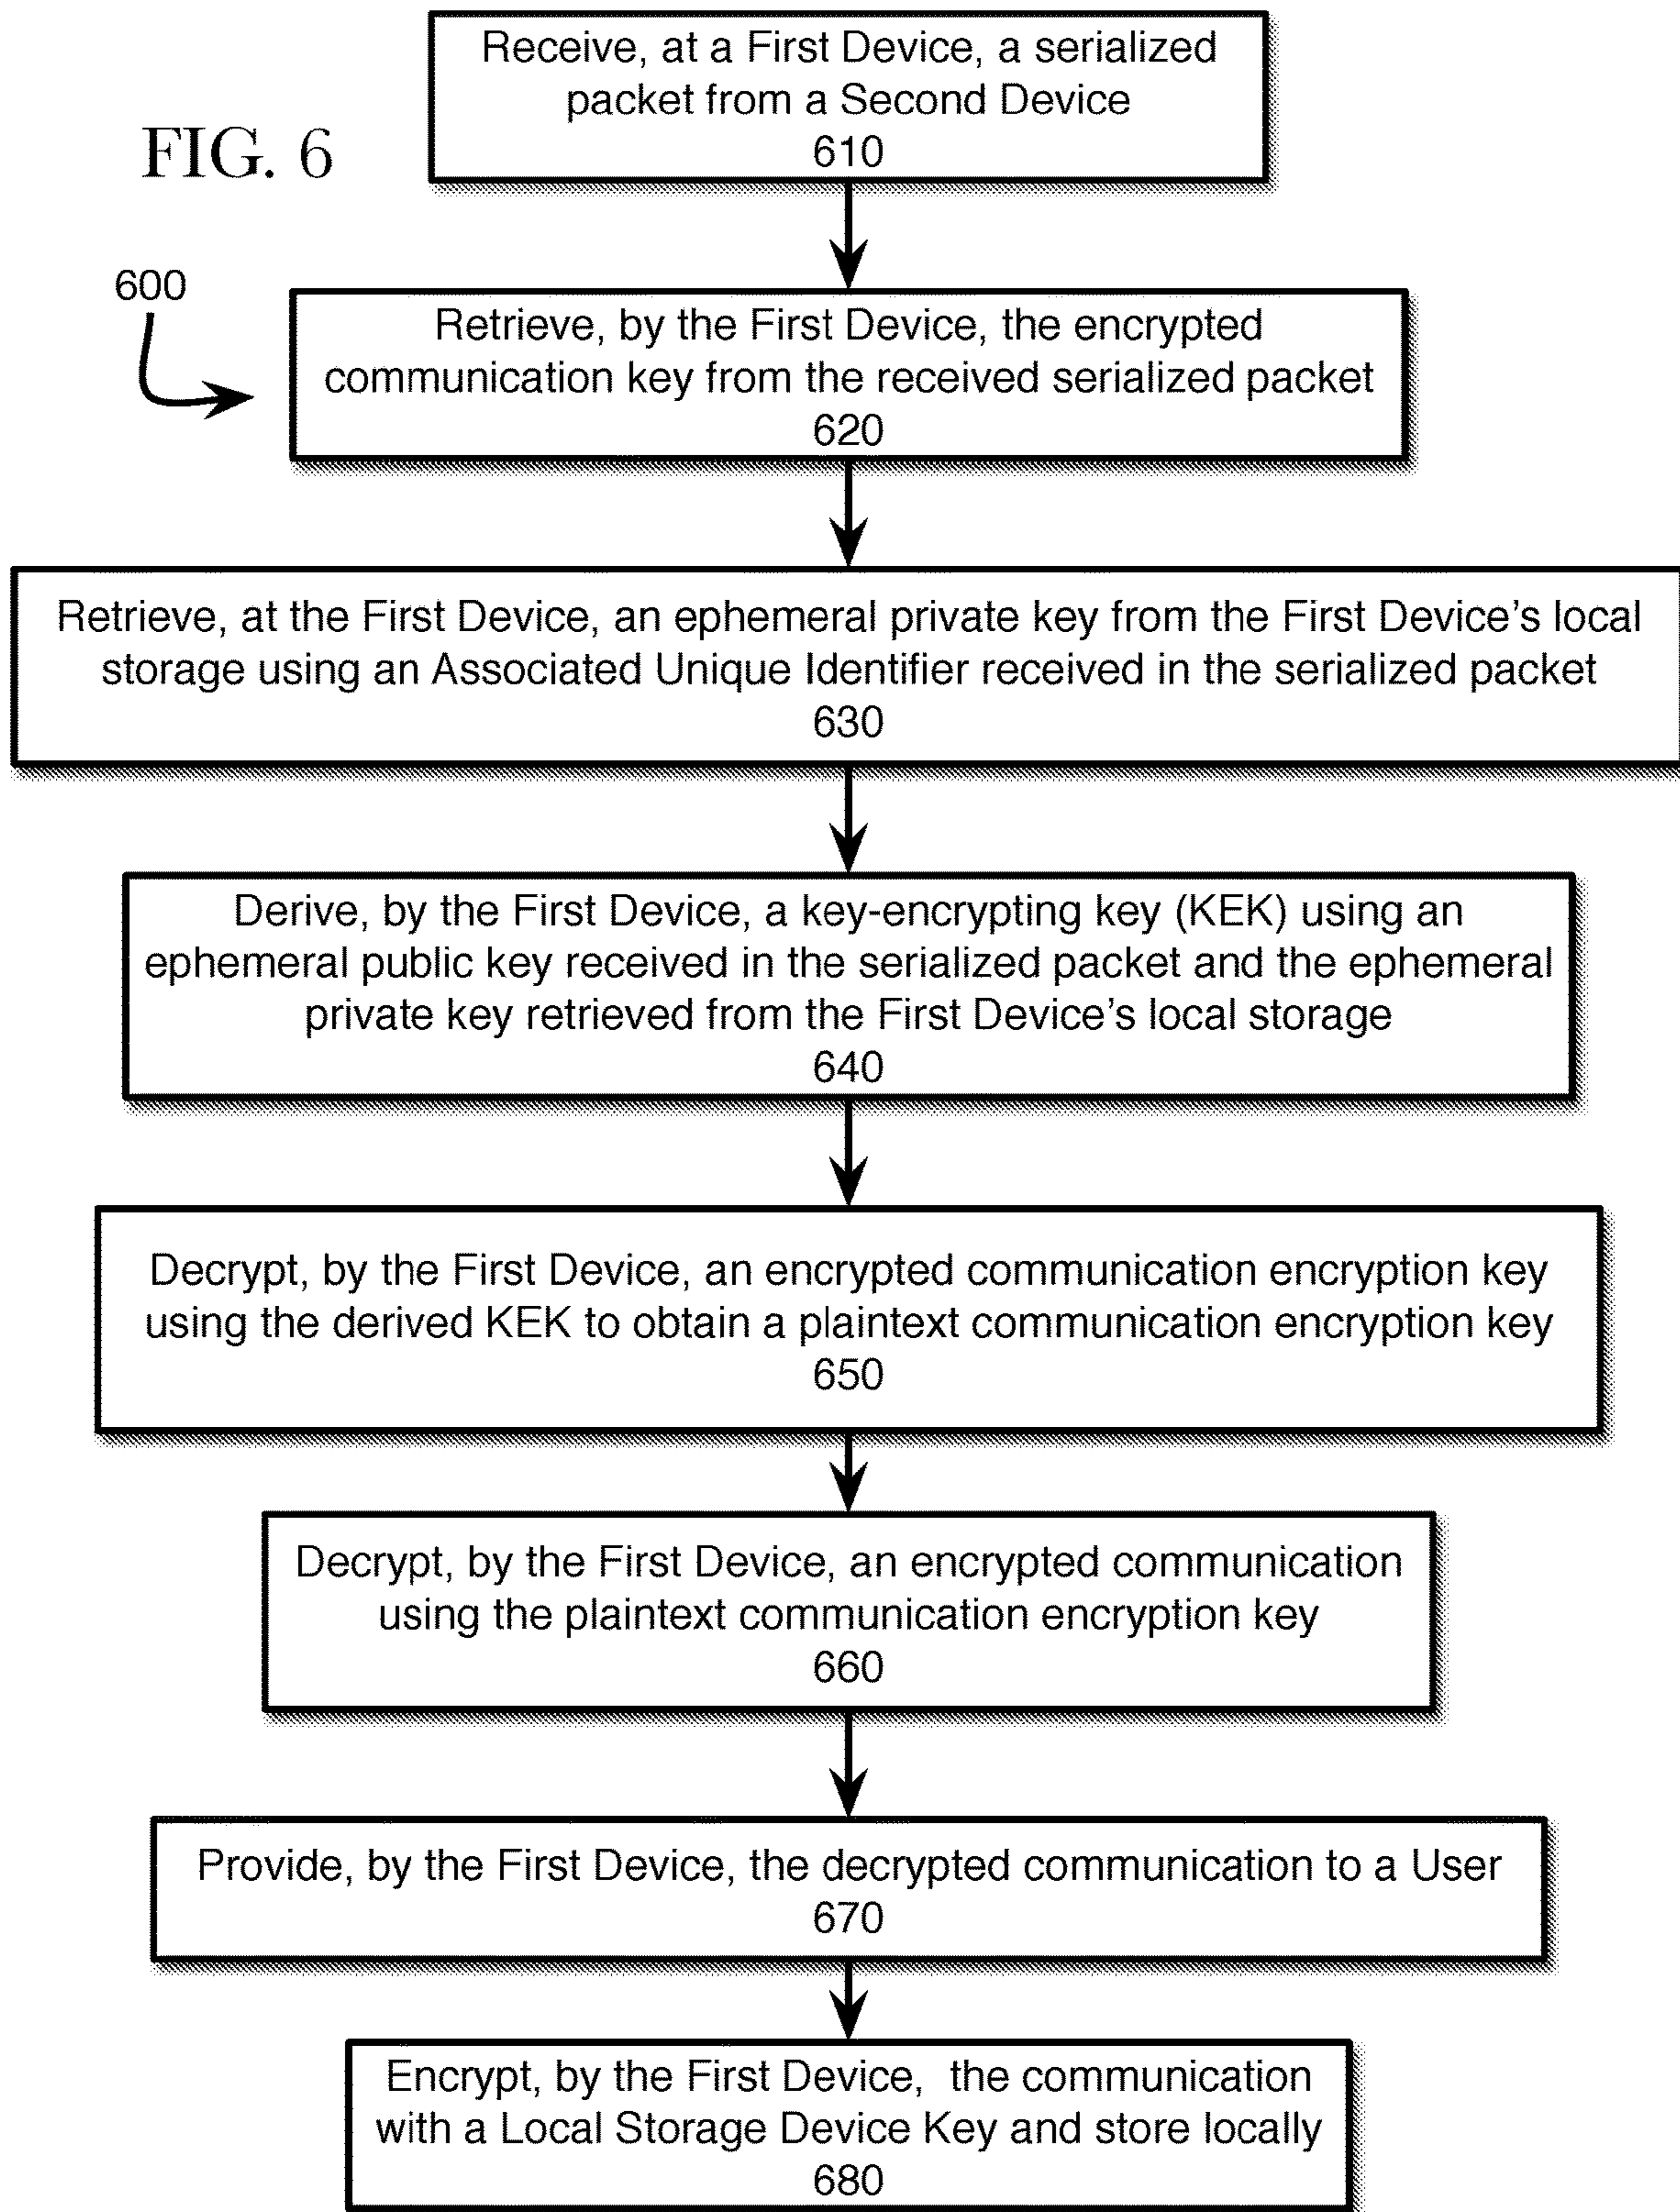 Receive, at a First Device, a serialized
packet from a Second Device
610
FIG. 6
600
Retrieve, by the First Device, the encrypted
communication key from the received serialized packet
620
Retrieve, at the First Device, an ephemeral private key from the First Device’s local
storage using an Associated Unique Identifier received in the serialized packet
630
Derive, by the First Device, a key-encrypting key (KEK) using an
ephemeral public key received in the serialized packet and the ephemeral
private key retrieved from the First Device’s local storage
640
Decrypt, by the First Device, an encrypted communication encryption key
using the derived KEK to obtain a plaintext communication encryption key
650
Decrypt, by the First Device, an encrypted communication
using the plaintext communication encryption key
660
Provide, by the First Device, the decrypted communication to a User
670
Encrypt, by the First Device, the communication
with a Local Storage Device Key and store locally
680